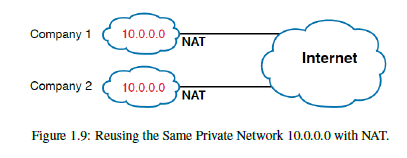 Company 1
10.0.0.0
NAT
Internet
Company 2
10.0.0.0
NAT
Figure 1.9: Reusing the Same Private Network 10.0.0.0 with NAT.